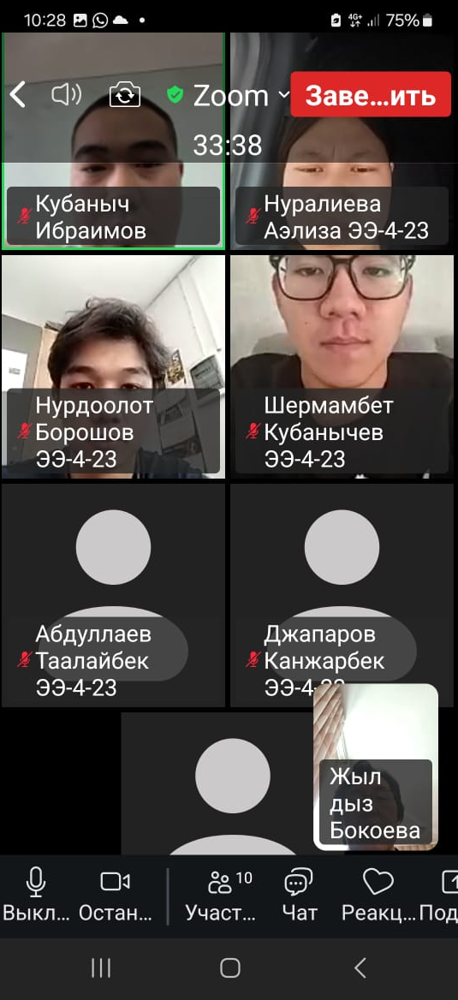 10:28
4G+
75%
Zoom
Заве...ить
33:38
Кубаныч
Ибраимов
Нуралиева
Аэлиза ЭЭ-4-23
Нурдоолот
Борошов
ЭЭ-4-23
Шермамбет
Кубанычев
ЭЭ-4-23
Абдуллаев
Таалайбек
ЭЭ-4-23
Джапаров
Канжарбек
ЭЭ-4-23
Жыл
дыз
Бокоева
10
Выкл... Остан... Участ... Чат Реакц... Под